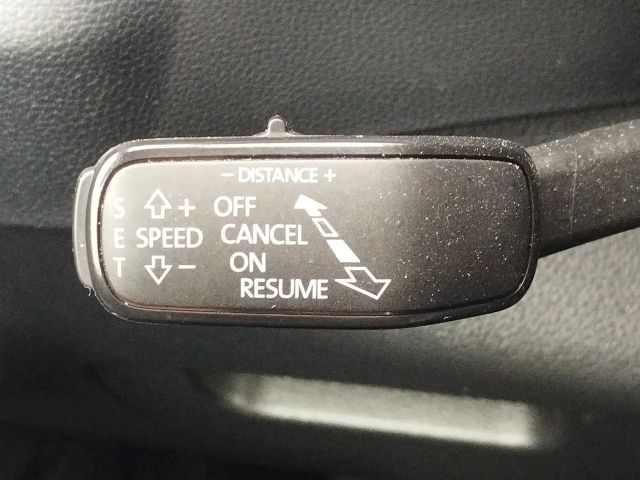 - DISTANCE +
S + OFF
E SPEED CANCEL
T - ON
RESUME